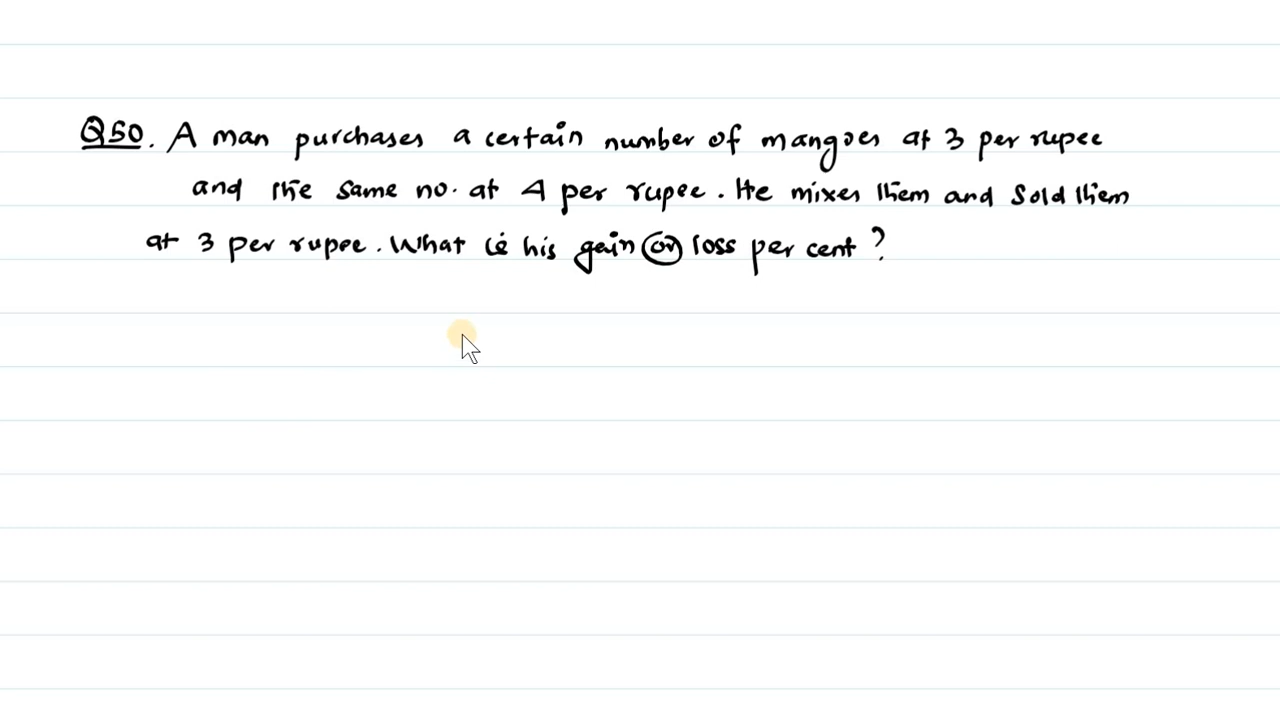 Q50. A man purchases a certain number of mangoes at 3 per rupee
and the same no. at 4 per rupee. He mixes them and sold them
at 3 per rupee. What is his gain or loss per cent?